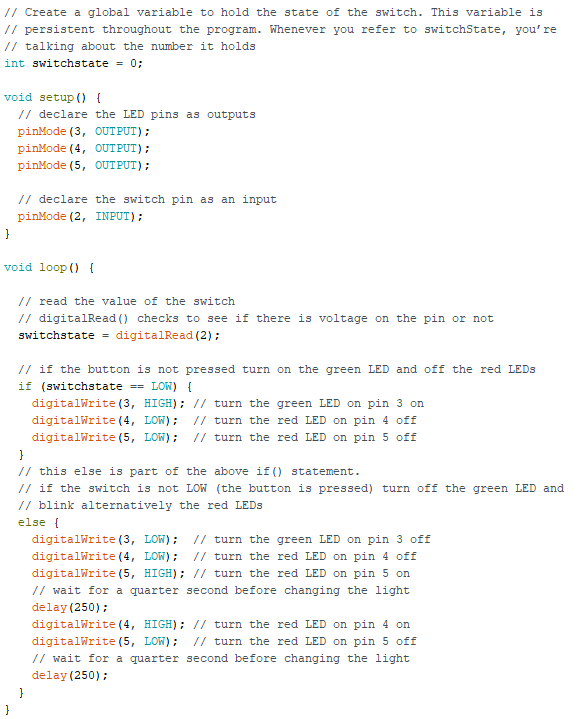 // Create a global variable to hold the state of the switch. This variable is
// persistent throughout the program. Whenever you refer to switchState, you’re
// talking about the number it holds
int switchstate = 0;

void setup() {
  // declare the LED pins as outputs
  pinMode(3, OUTPUT);
  pinMode(4, OUTPUT);
  pinMode(5, OUTPUT);

  // declare the switch pin as an input
  pinMode(2, INPUT);
}

void loop() {

  // read the value of the switch
  // digitalRead() checks to see if there is voltage on the pin or not
  switchstate = digitalRead(2);

  // if the button is not pressed turn on the green LED and off the red LEDs
  if (switchstate == LOW) {
    digitalWrite(3, HIGH); // turn the green LED on pin 3 on
    digitalWrite(4, LOW);  // turn the red LED on pin 4 off
    digitalWrite(5, LOW);  // turn the red LED on pin 5 off
  }
  // this else is part of the above if() statement.
  // if the switch is not LOW (the button is pressed) turn off the green LED and
  // blink alternatively the red LEDs
  else {
    digitalWrite(3, LOW);  // turn the green LED on pin 3 off
    digitalWrite(4, LOW);  // turn the red LED on pin 4 off
    digitalWrite(5, HIGH); // turn the red LED on pin 5 on
    // wait for a quarter second before changing the light
    delay(250);
    digitalWrite(4, HIGH); // turn the red LED on pin 4 on
    digitalWrite(5, LOW);  // turn the red LED on pin 5 off
    // wait for a quarter second before changing the light
    delay(250);
  }
}